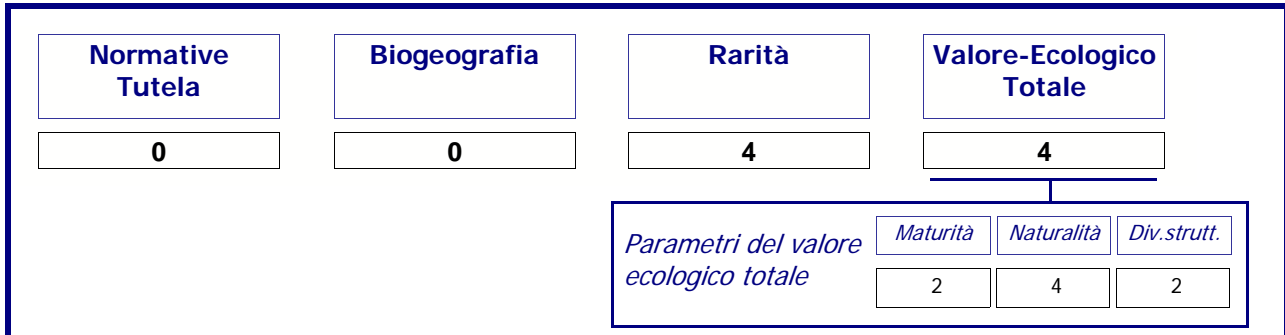 Normative
Tutela
Biogeografia
Rarità
Valore-Ecologico
Totale
0
0
4
4
Parametri del valore
ecologico totale
Maturità
Naturalità
Div.strutt.
2
4
2